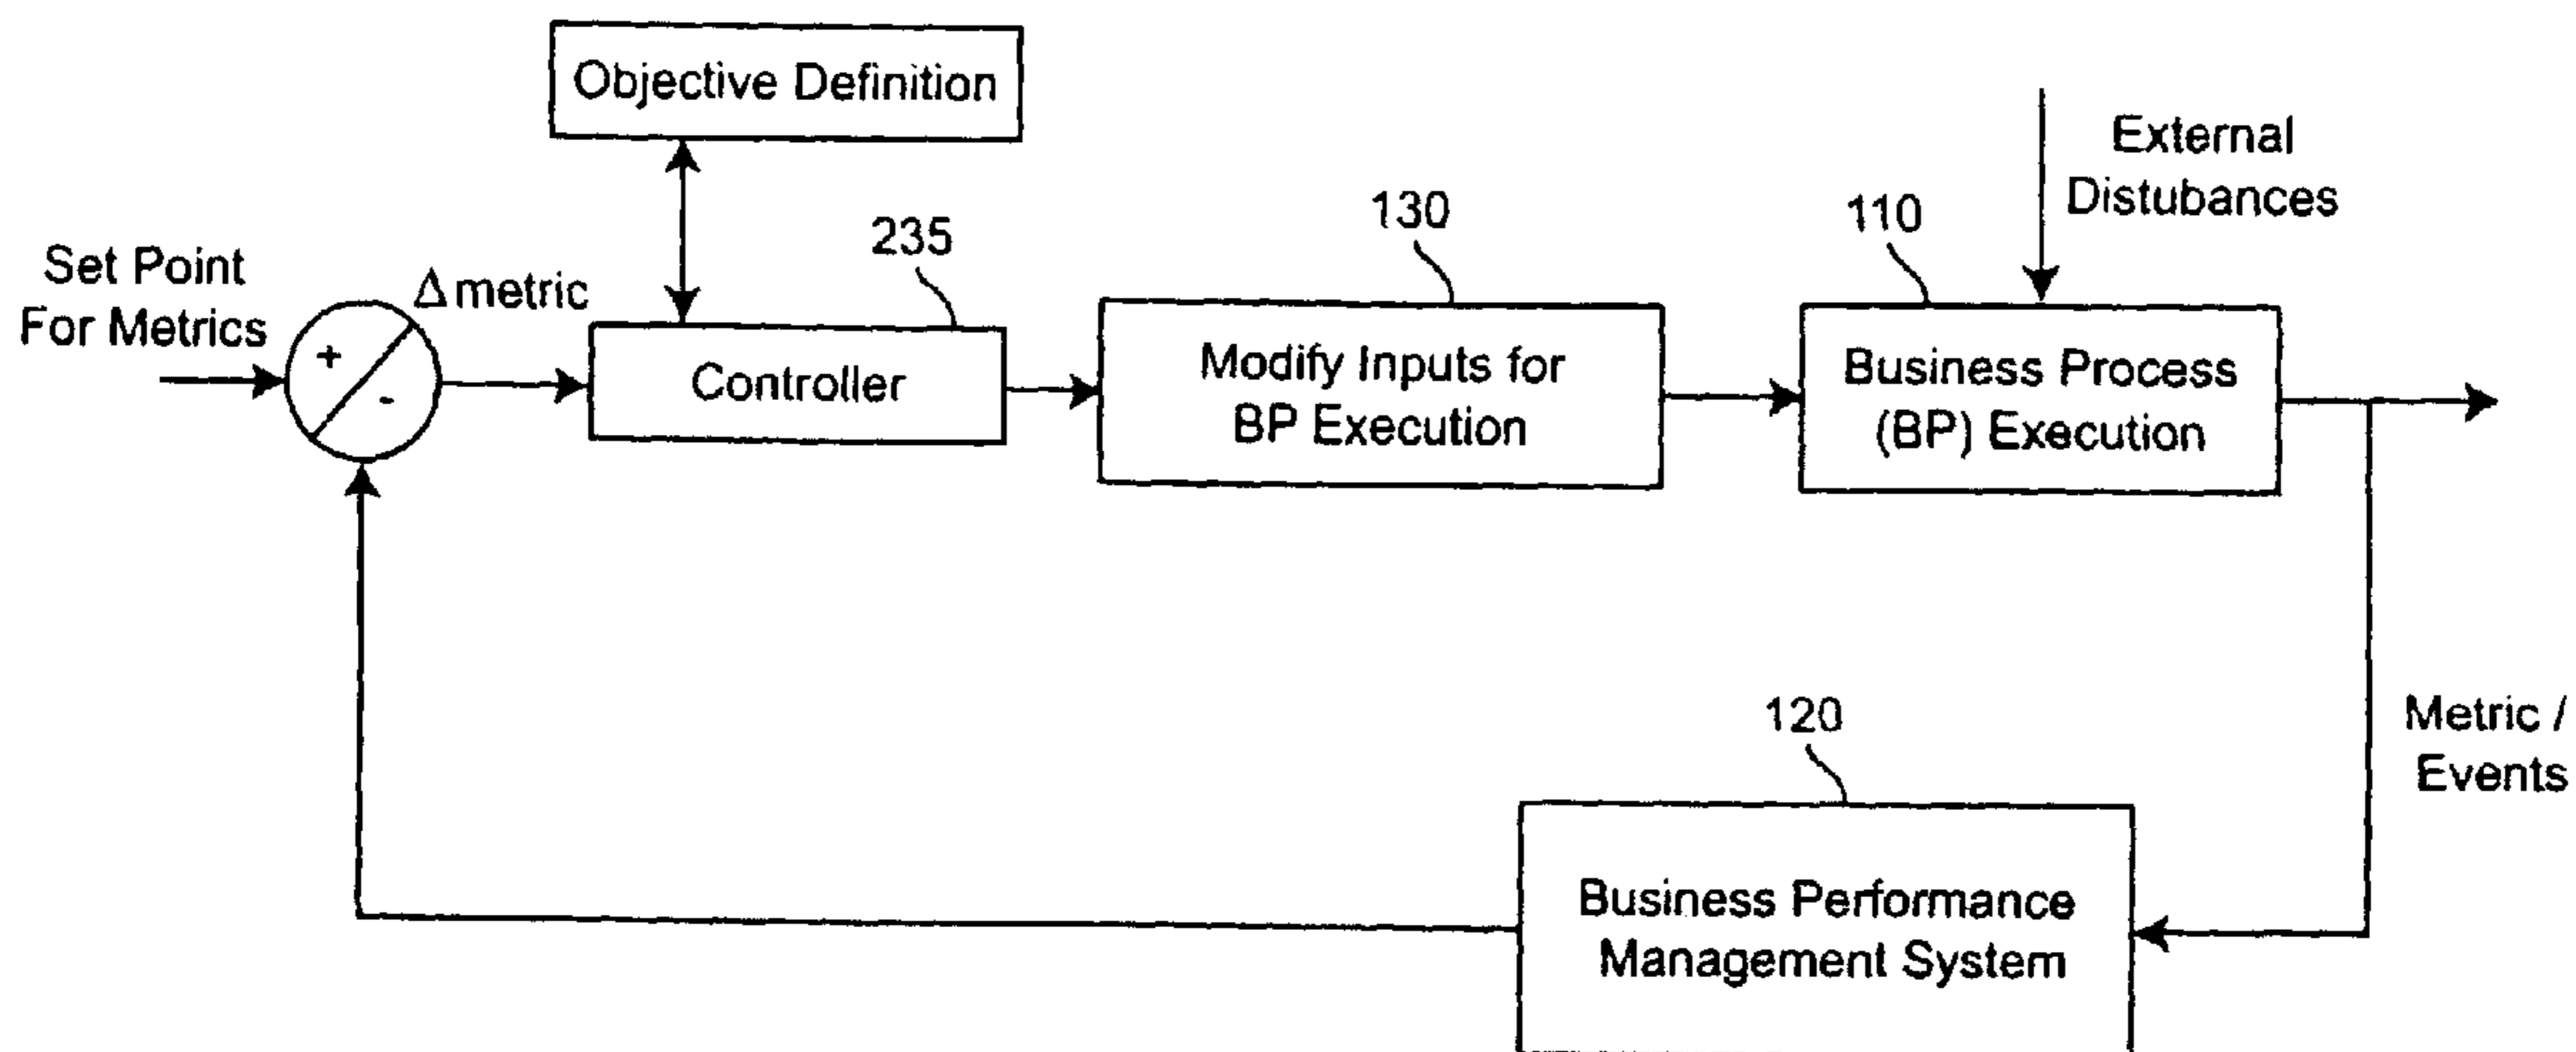 Objective Definition
External
Distubances
235
130
110
Set Point
For Metrics
Δ metric
+
-
Controller
Modify Inputs for
BP Execution
Business Process
(BP) Execution
Metric /
Events
120
Business Performance
Management System